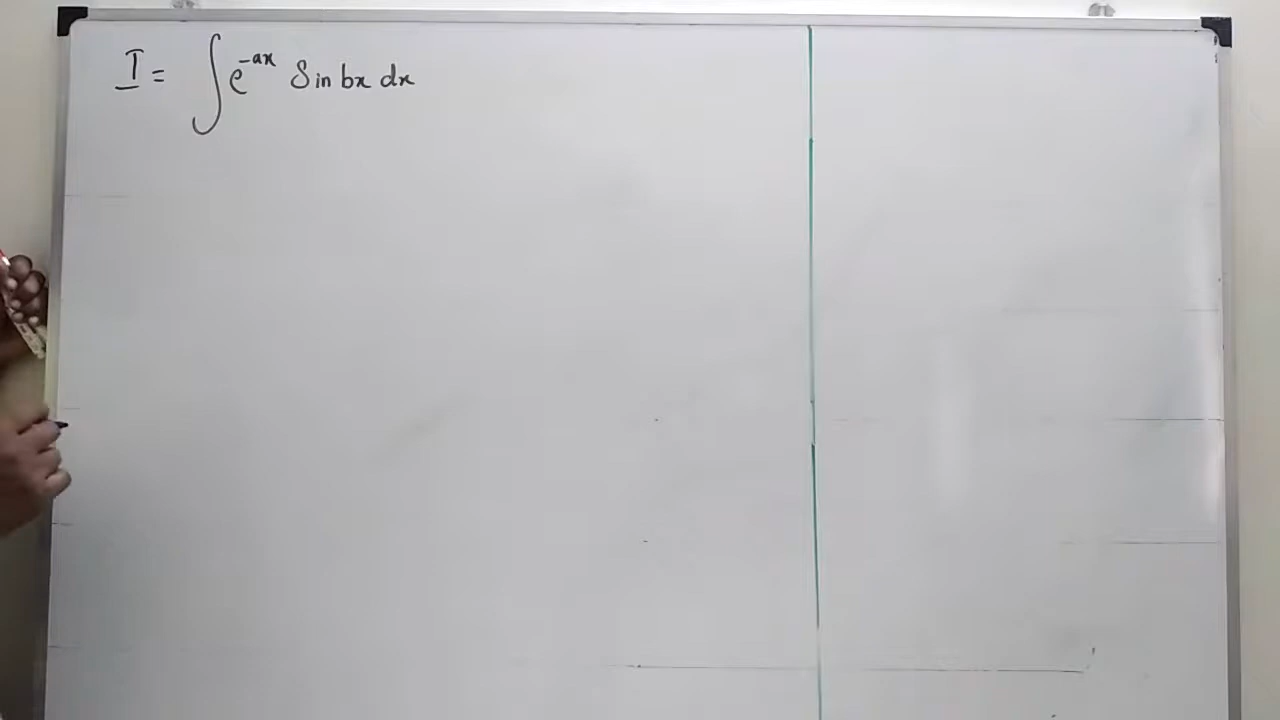 I = ∫ e^{-ax} Sin bx dx